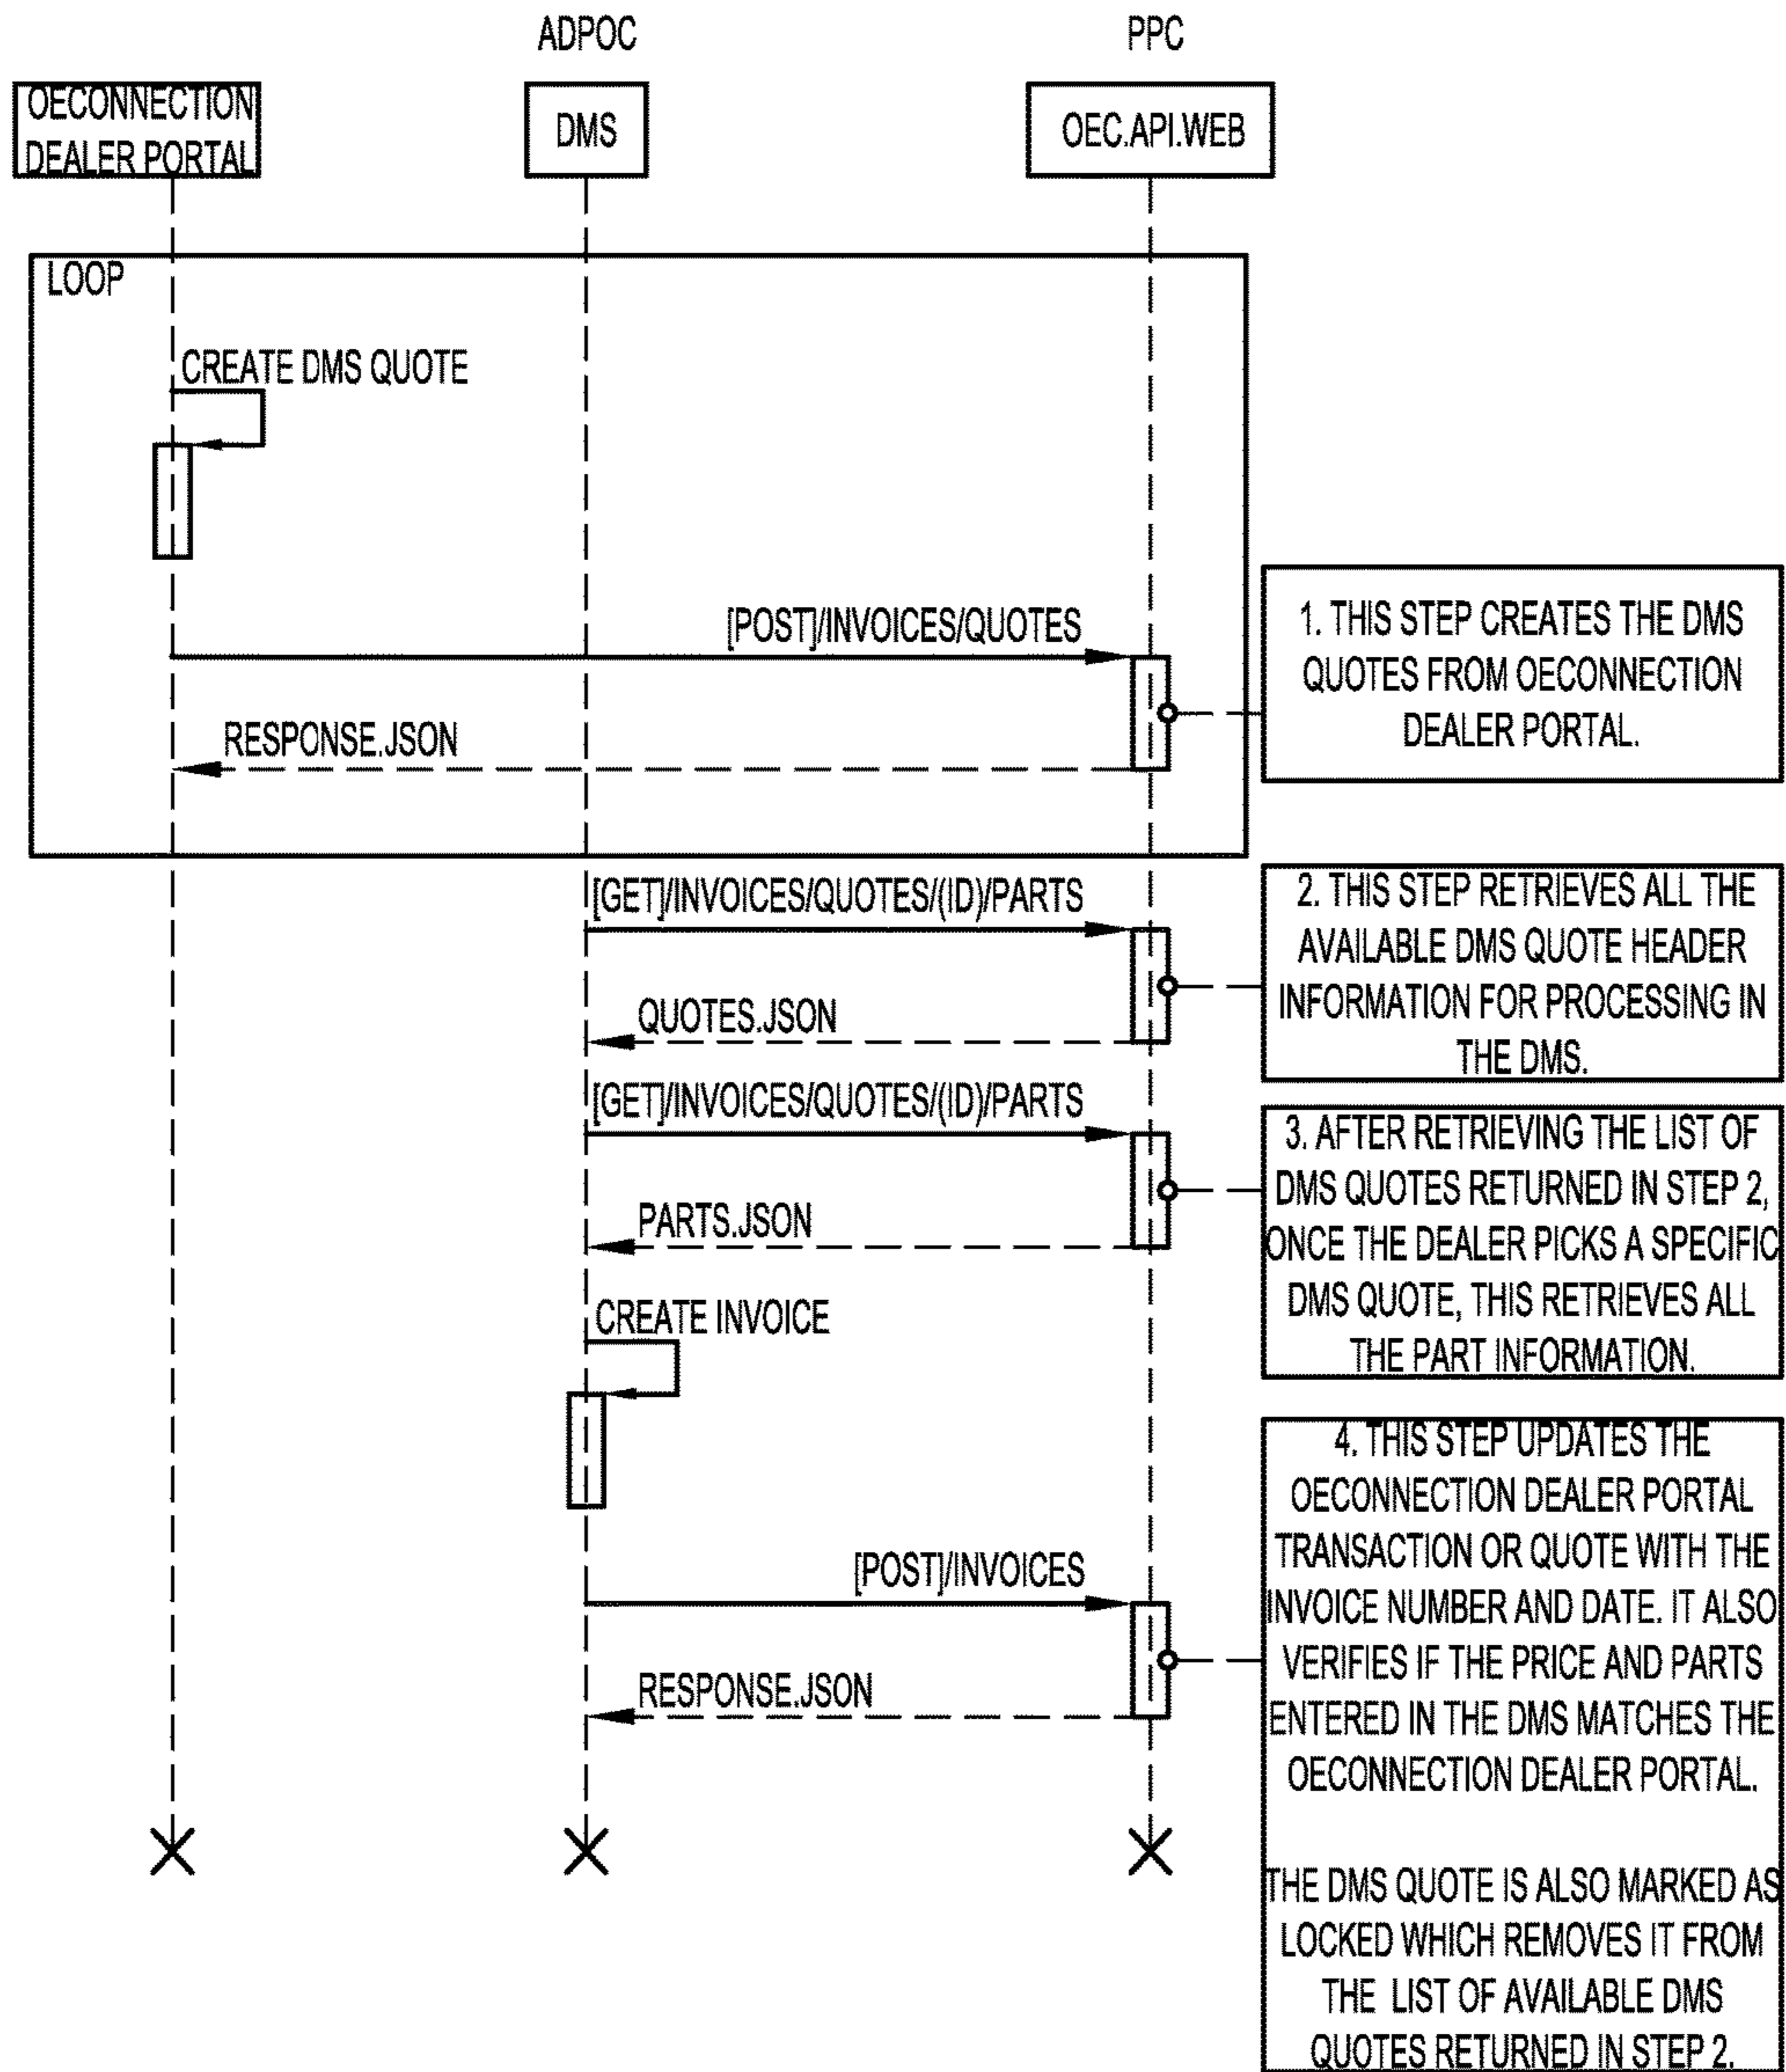 ADPOC
PPC
OECONNECTION
DEALER PORTAL
DMS
OEC.API.WEB
LOOP
CREATE DMS QUOTE
[POST]/INVOICES/QUOTES
RESPONSE.JSON
1. THIS STEP CREATES THE DMS
QUOTES FROM OECONNECTION
DEALER PORTAL.
[GET]/INVOICES/QUOTES/(ID)/PARTS
QUOTES.JSON
2. THIS STEP RETRIEVES ALL THE
AVAILABLE DMS QUOTE HEADER
INFORMATION FOR PROCESSING IN
THE DMS.
[GET]/INVOICES/QUOTES/(ID)/PARTS
PARTS.JSON
3. AFTER RETRIEVING THE LIST OF
DMS QUOTES RETURNED IN STEP 2,
ONCE THE DEALER PICKS A SPECIFIC
DMS QUOTE, THIS RETRIEVES ALL
THE PART INFORMATION.
CREATE INVOICE
[POST]/INVOICES
RESPONSE.JSON
4. THIS STEP UPDATES THE
OECONNECTION DEALER PORTAL
TRANSACTION OR QUOTE WITH THE
INVOICE NUMBER AND DATE. IT ALSO
VERIFIES IF THE PRICE AND PARTS
ENTERED IN THE DMS MATCHES THE
OECONNECTION DEALER PORTAL.
THE DMS QUOTE IS ALSO MARKED AS
LOCKED WHICH REMOVES IT FROM
THE LIST OF AVAILABLE DMS
QUOTES RETURNED IN STEP 2.